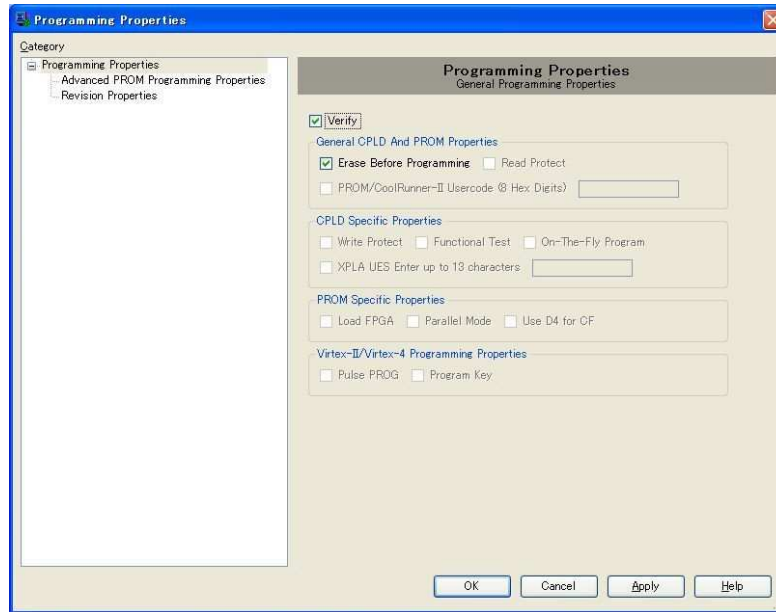 Programming Properties
Category
Programming Properties
Advanced PROM Programming Properties
Revision Properties
Programming Properties
General Programming Properties
Verify
General CPLD And PROM Properties
Erase Before Programming Read Protect
PROM/CoolRunner-II Usercode (8 Hex Digits)
CPLD Specific Properties
Write Protect Functional Test On-The-Fly Program
XPLA UES Enter up to 13 characters
PROM Specific Properties
Load FPGA Parallel Mode Use D4 for CF
Virtex-II/Virtex-4 Programming Properties
Pulse PROG Program Key
OK Cancel Apply Help